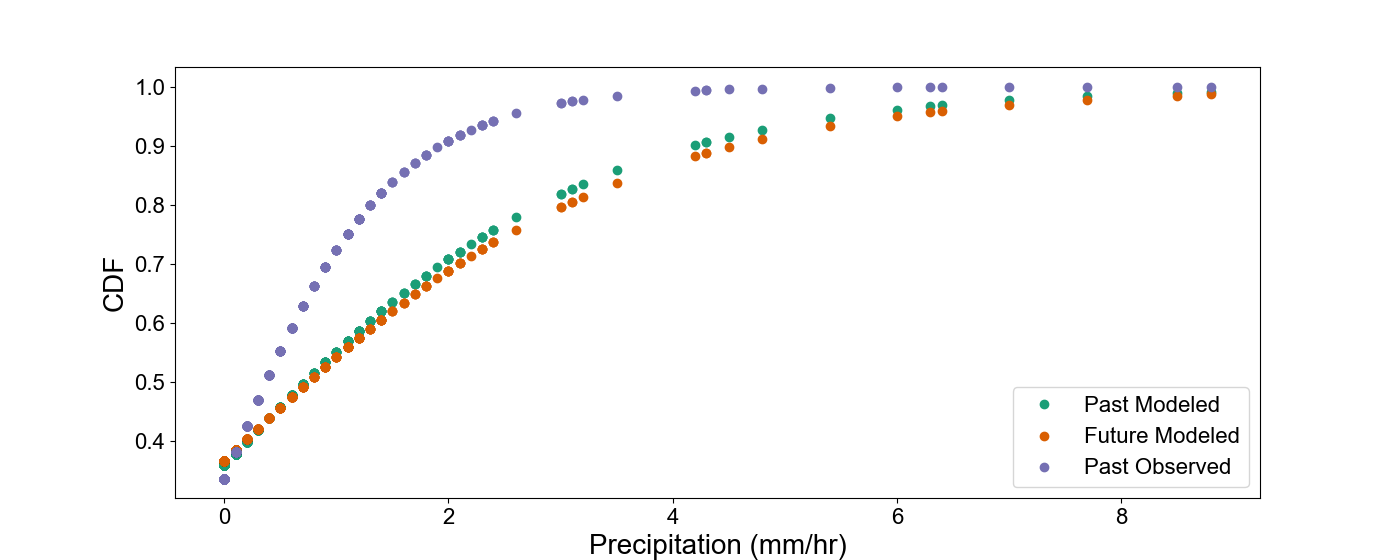 1.0
0.9
0.8
0.7
0.6
0.5
0.4
CDF
0 2 4 6 8
Precipitation (mm/hr)
Past Modeled
Future Modeled
Past Observed